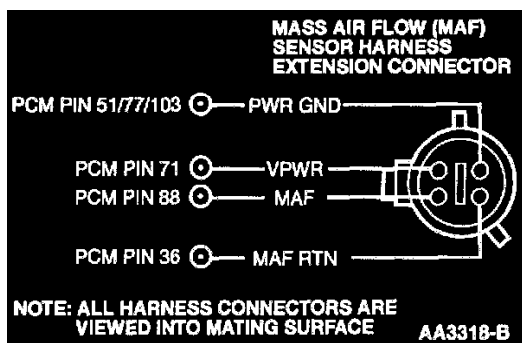 MASS AIR FLOW (MAF)
SENSOR HARNESS
EXTENSION CONNECTOR
PCM PIN 51/77/103 PWR GND
PCM PIN 71 VPWR
PCM PIN 88 MAF
PCM PIN 36 MAF RTN
NOTE: ALL HARNESS CONNECTORS ARE
VIEWED INTO MATING SURFACE
AA3318-B